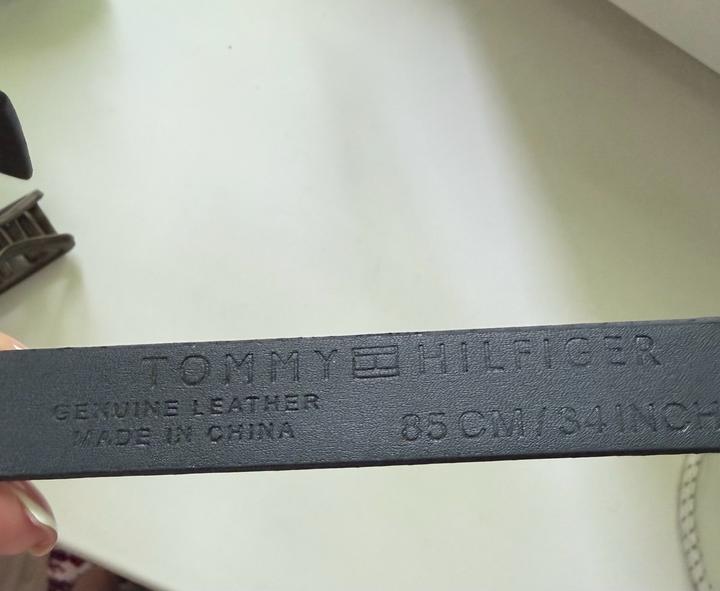 TOMMY HILFIGER
GENUINE LEATHER
MADE IN CHINA
85 CM / 34 INCH